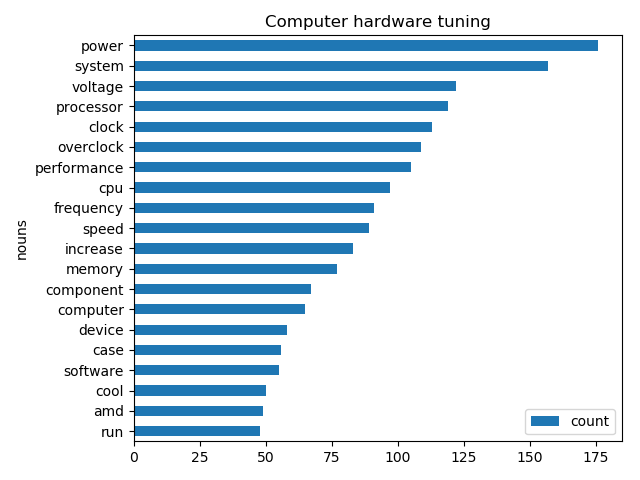 Computer hardware tuning
power
system
voltage
processor
clock
overclock
performance
cpu
frequency
speed
increase
memory
component
computer
device
case
software
cool
amd
run
nouns
count
0 25 50 75 100 125 150 175